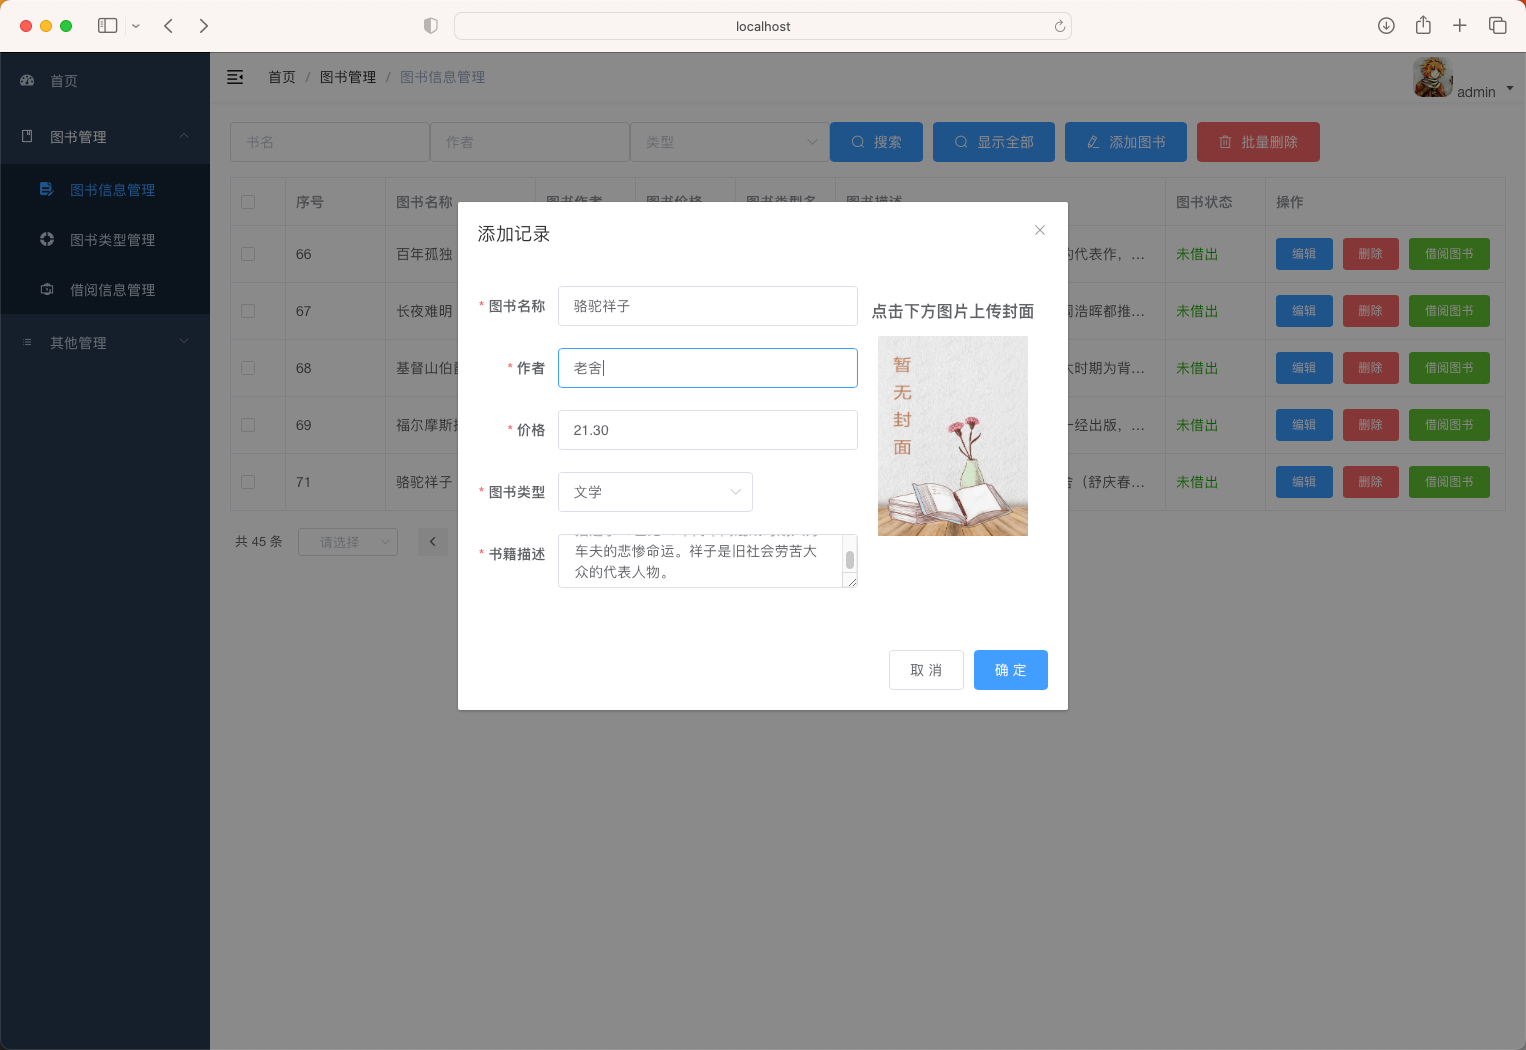 localhost
首页
图书管理
图书信息管理
图书类型管理
借阅信息管理
其他管理
首页 / 图书管理 / 图书信息管理
admin
书名 作者 类型 搜索 显示全部 添加图书 批量删除
序号 图书名称 图书作者 图书价格 图书类型名 图书描述 图书状态 操作
66 百年孤独 的代表作，... 未借出 编辑 删除 借阅图书
67 长夜难明 浩晖都推... 未借出 编辑 删除 借阅图书
68 基督山伯 大时期为背... 未借出 编辑 删除 借阅图书
69 福尔摩斯 一经出版，... 未借出 编辑 删除 借阅图书
71 骆驼祥子 （舒庆春... 未借出 编辑 删除 借阅图书
共 45 条 请选择
添加记录
* 图书名称 骆驼祥子
* 作者 老舍
* 价格 21.30
* 图书类型 文学
* 书籍描述
车夫的悲惨命运。祥子是旧社会劳苦大
众的代表人物。
点击下方图片上传封面
暂
无
封
面
取 消 确 定